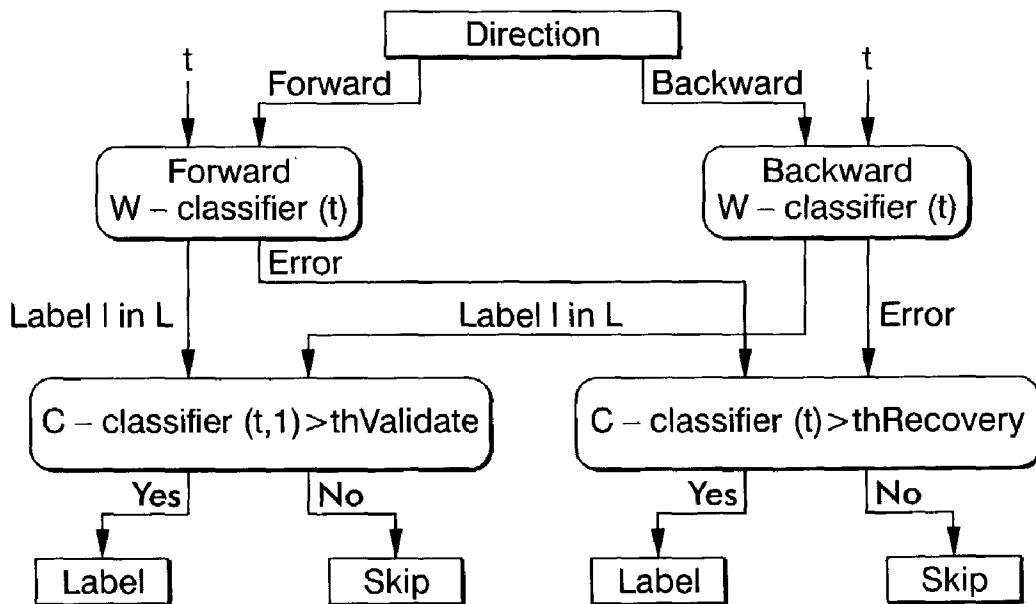 Direction
t
Forward
Backward
t
Forward
W – classifier (t)
Backward
W – classifier (t)
Error
Label l in L
Label l in L
Error
C – classifier (t,1)>thValidate
C – classifier (t)>thRecovery
Yes
No
Yes
No
Label
Skip
Label
Skip